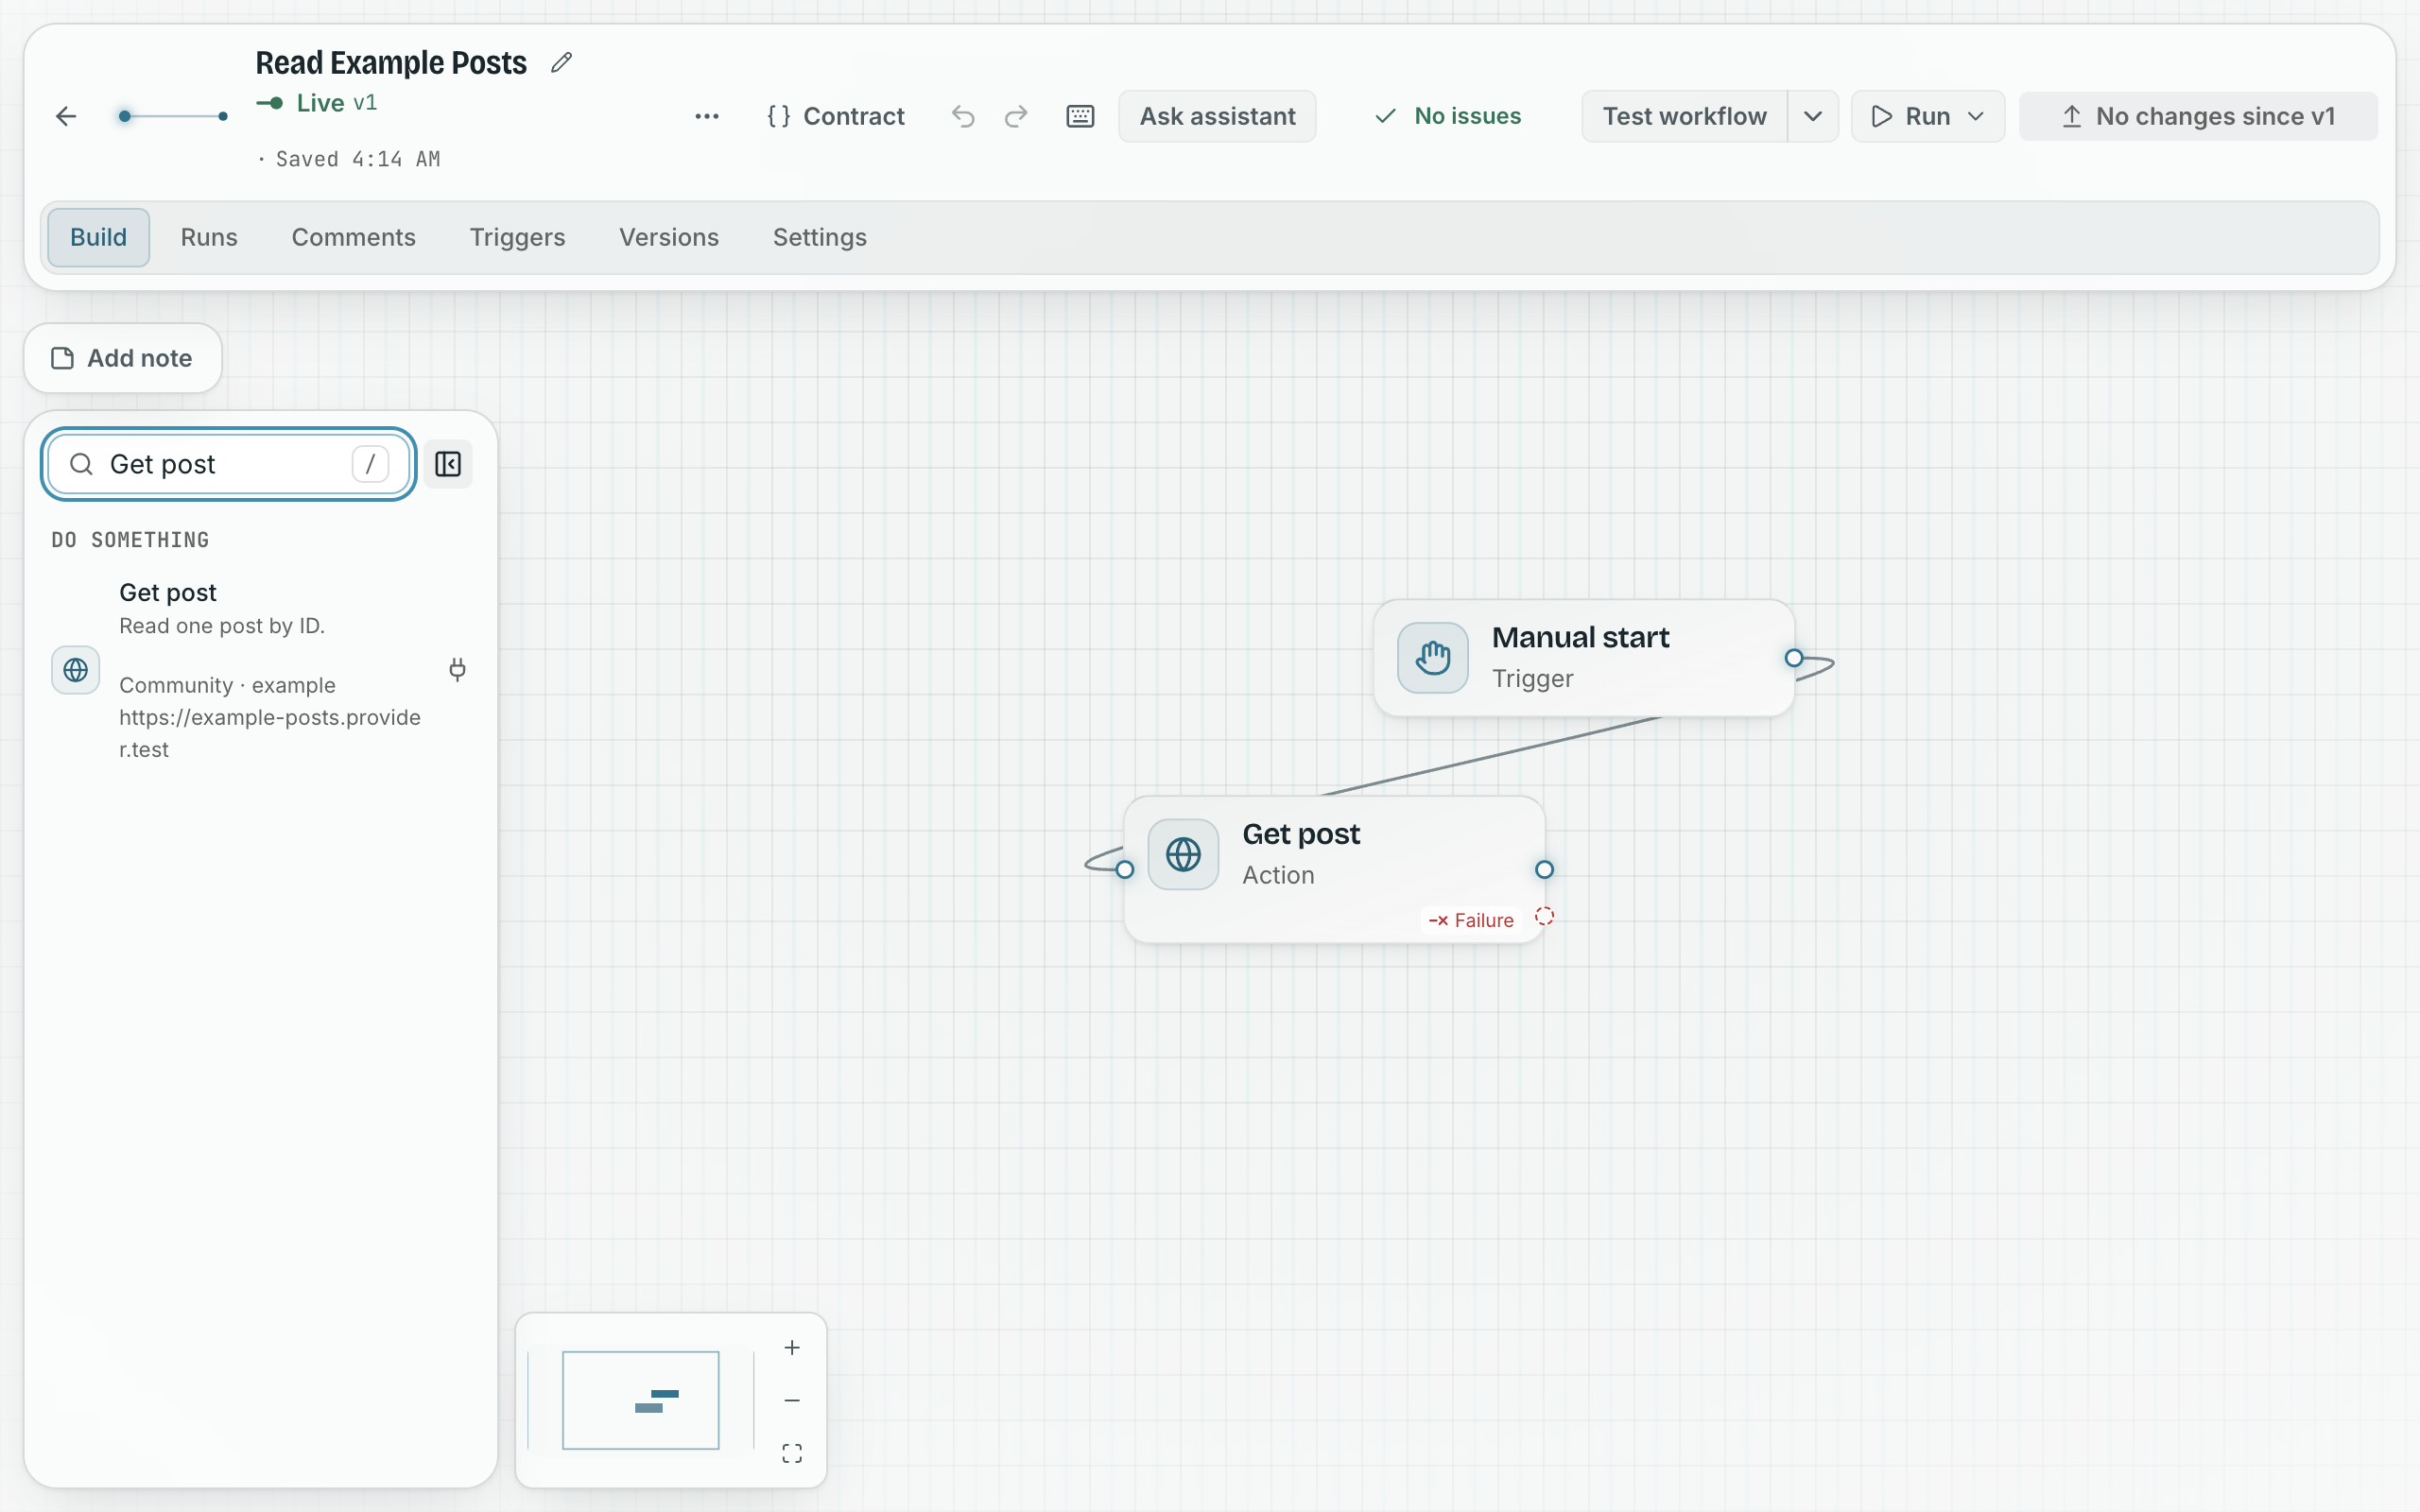 Read Example Posts
Live v1
· Saved 4:14 AM
{} Contract
Ask assistant
No issues
Test workflow
Run
No changes since v1
Build
Runs
Comments
Triggers
Versions
Settings
Add note
Get post
/
DO SOMETHING
Get post
Read one post by ID.
Community · example
https://example-posts.provide
r.test
Manual start
Trigger
Get post
Action
Failure